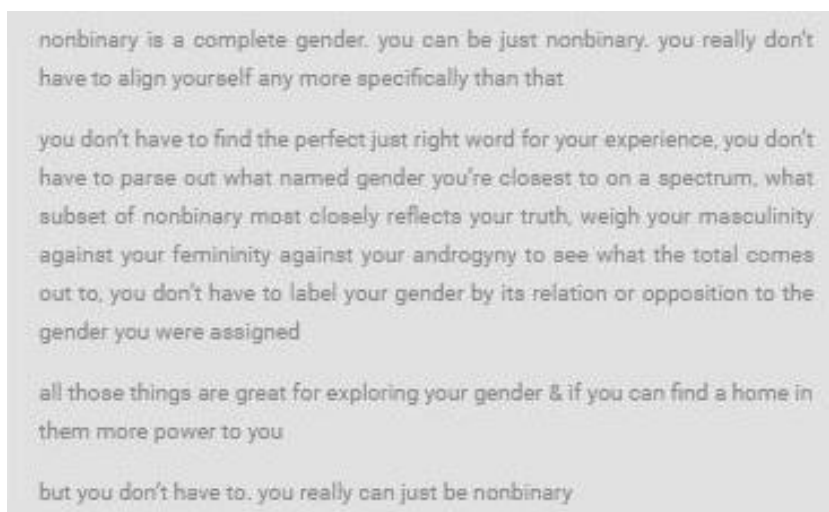 nonbinary is a complete gender. you can be just nonbinary. you really don't
have to align yourself any more specifically than that
you don't have to find the perfect just right word for your experience, you don't
have to parse out what named gender you're closest to on a spectrum, what
subset of nonbinary most closely reflects your truth, weigh your masculinity
against your femininity against your androgyny to see what the total comes
out to, you don't have to label your gender by its relation or opposition to the
gender you were assigned
all those things are great for exploring your gender & if you can find a home in
them more power to you
but you don't have to. you really can just be nonbinary